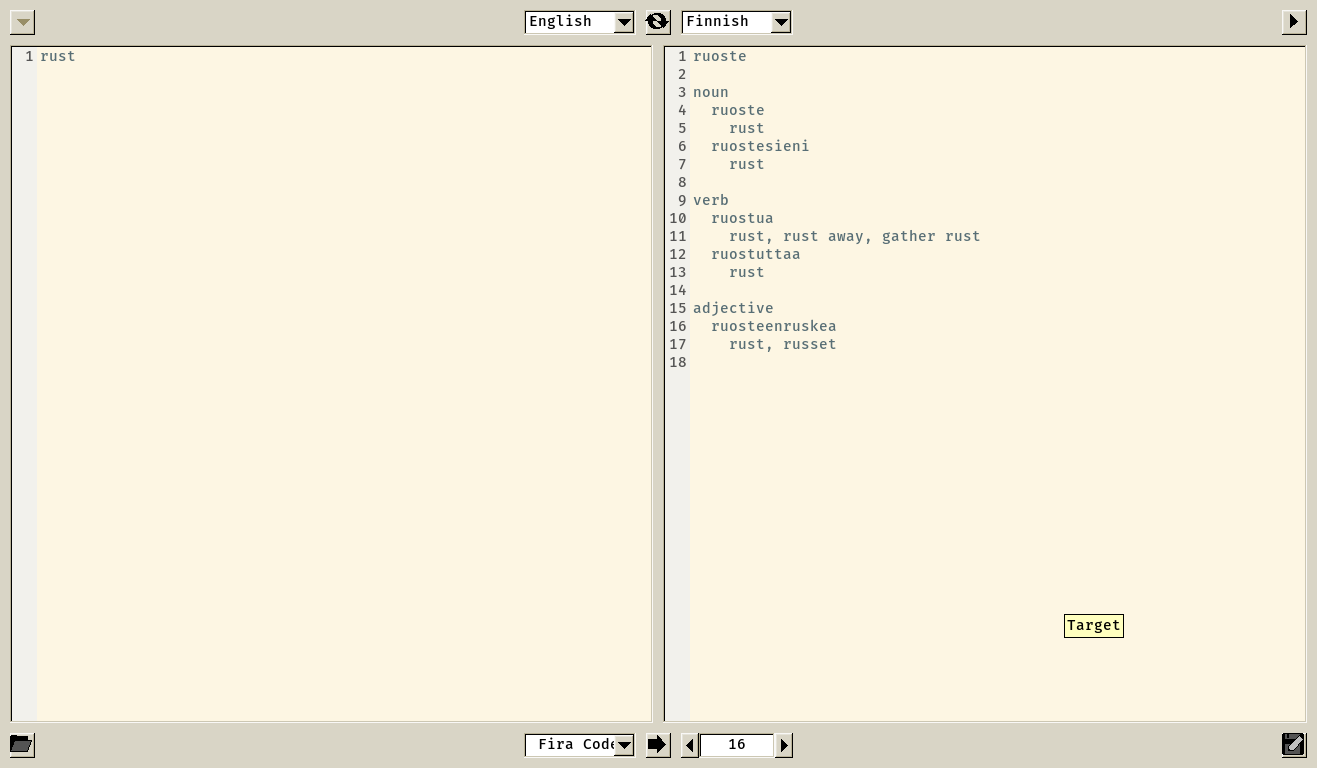 English Finnish
1 rust
1 ruoste
2
3 noun
4 ruoste
5 rust
6 ruostesieni
7 rust
8
9 verb
10 ruostua
11 rust, rust away, gather rust
12 ruostuttaa
13 rust
14
15 adjective
16 ruosteenruskea
17 rust, russet
18
Target
Fira Code 16